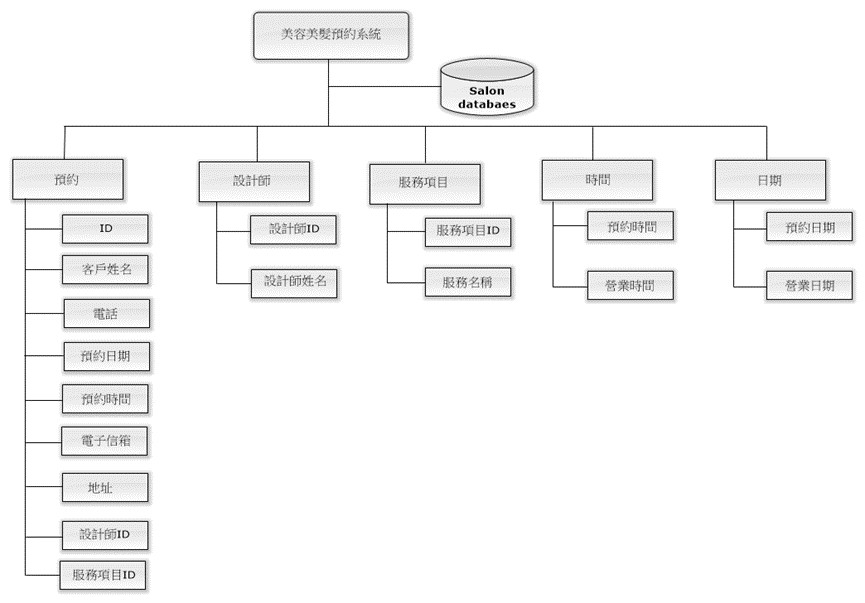 美容美髮預約系統
Salon
databaes
預約
設計師
服務項目
時間
日期
ID
客戶姓名
電話
預約日期
預約時間
電子信箱
地址
設計師ID
服務項目ID
設計師ID
設計師姓名
服務項目ID
服務名稱
預約時間
營業時間
預約日期
營業日期